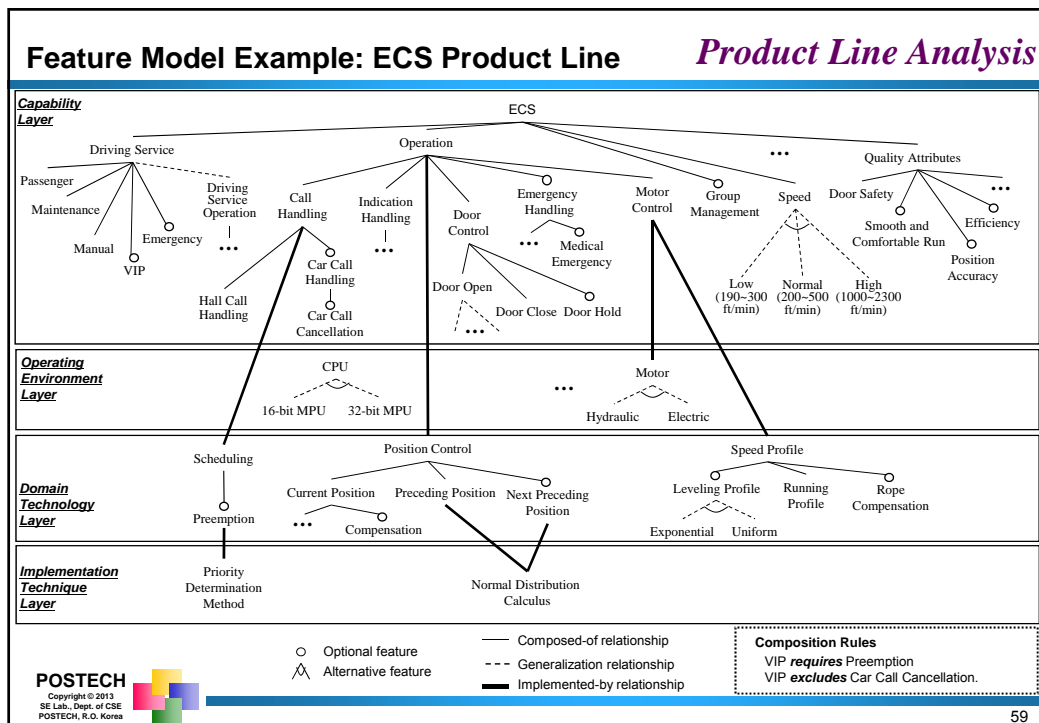 Feature Model Example: ECS Product Line
Product Line Analysis
Capability
Layer
ECS
Driving Service
Operation
•••
Quality Attributes
Passenger
Maintenance
Manual
VIP
Emergency
Driving
Service
Operation
•••
Call
Handling
Indication
Handling
•••
Door
Control
Emergency
Handling
•••
Medical
Emergency
Motor
Control
Group
Management
Speed
Door Safety
Smooth and
Comfortable Run
Position
Accuracy
Efficiency
•••
Hall Call
Handling
Car Call
Handling
Car Call
Cancellation
Door Open
•••
Door Close
Door Hold
Low
(190~300
ft/min)
Normal
(200~500
ft/min)
High
(1000~2300
ft/min)
Operating
Environment
Layer
CPU
16-bit MPU
32-bit MPU
•••
Motor
Hydraulic
Electric
Domain
Technology
Layer
Scheduling
Preemption
Position Control
Current Position
•••
Compensation
Preceding Position
Next Preceding
Position
Speed Profile
Leveling Profile
Exponential
Uniform
Running
Profile
Rope
Compensation
Implementation
Technique
Layer
Priority
Determination
Method
Normal Distribution
Calculus
Optional feature
Alternative feature
Composed-of relationship
Generalization relationship
Implemented-by relationship
Composition Rules
VIP requires Preemption
VIP excludes Car Call Cancellation.
POSTECH
Copyright © 2013
SE Lab., Dept. of CSE
POSTECH, R.O. Korea
59